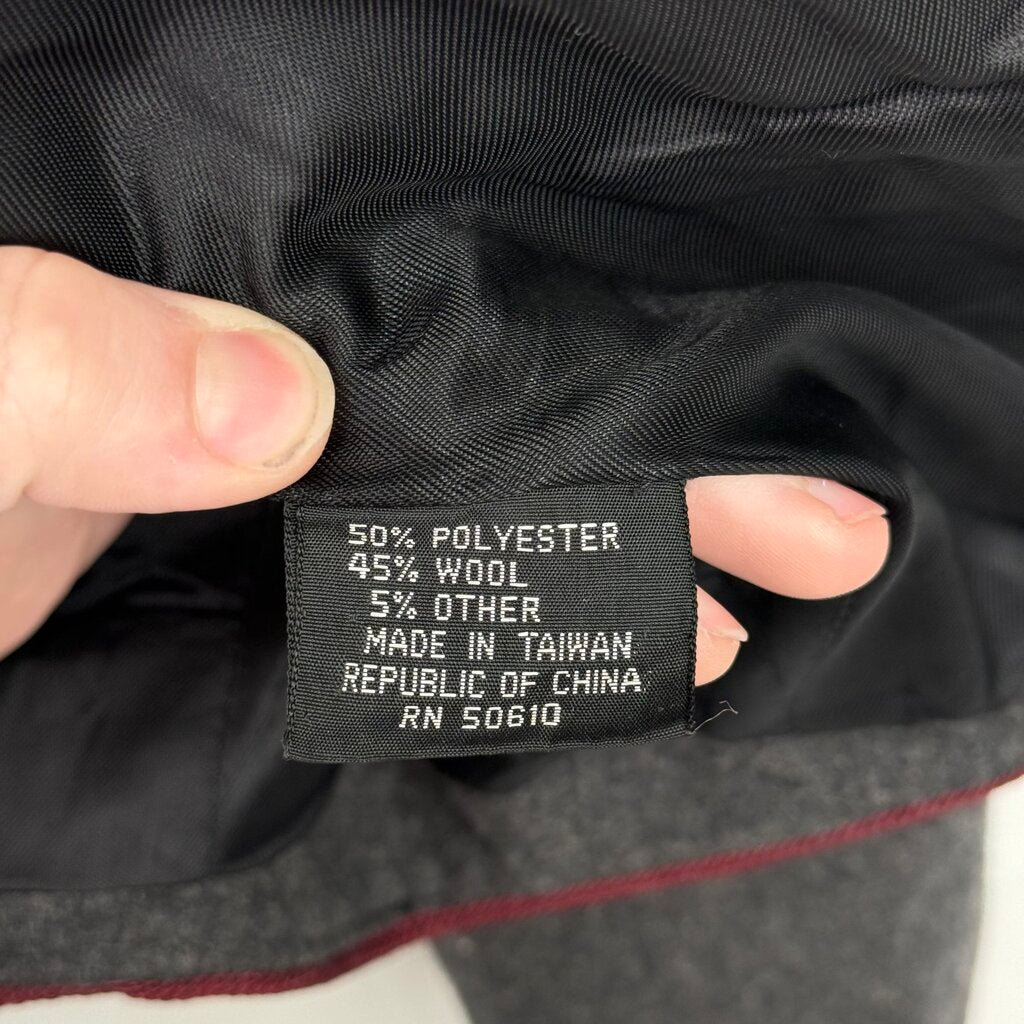 50% POLYESTER
45% WOOL
5% OTHER
MADE IN TAIWAN
REPUBLIC OF CHINA
RN 50610